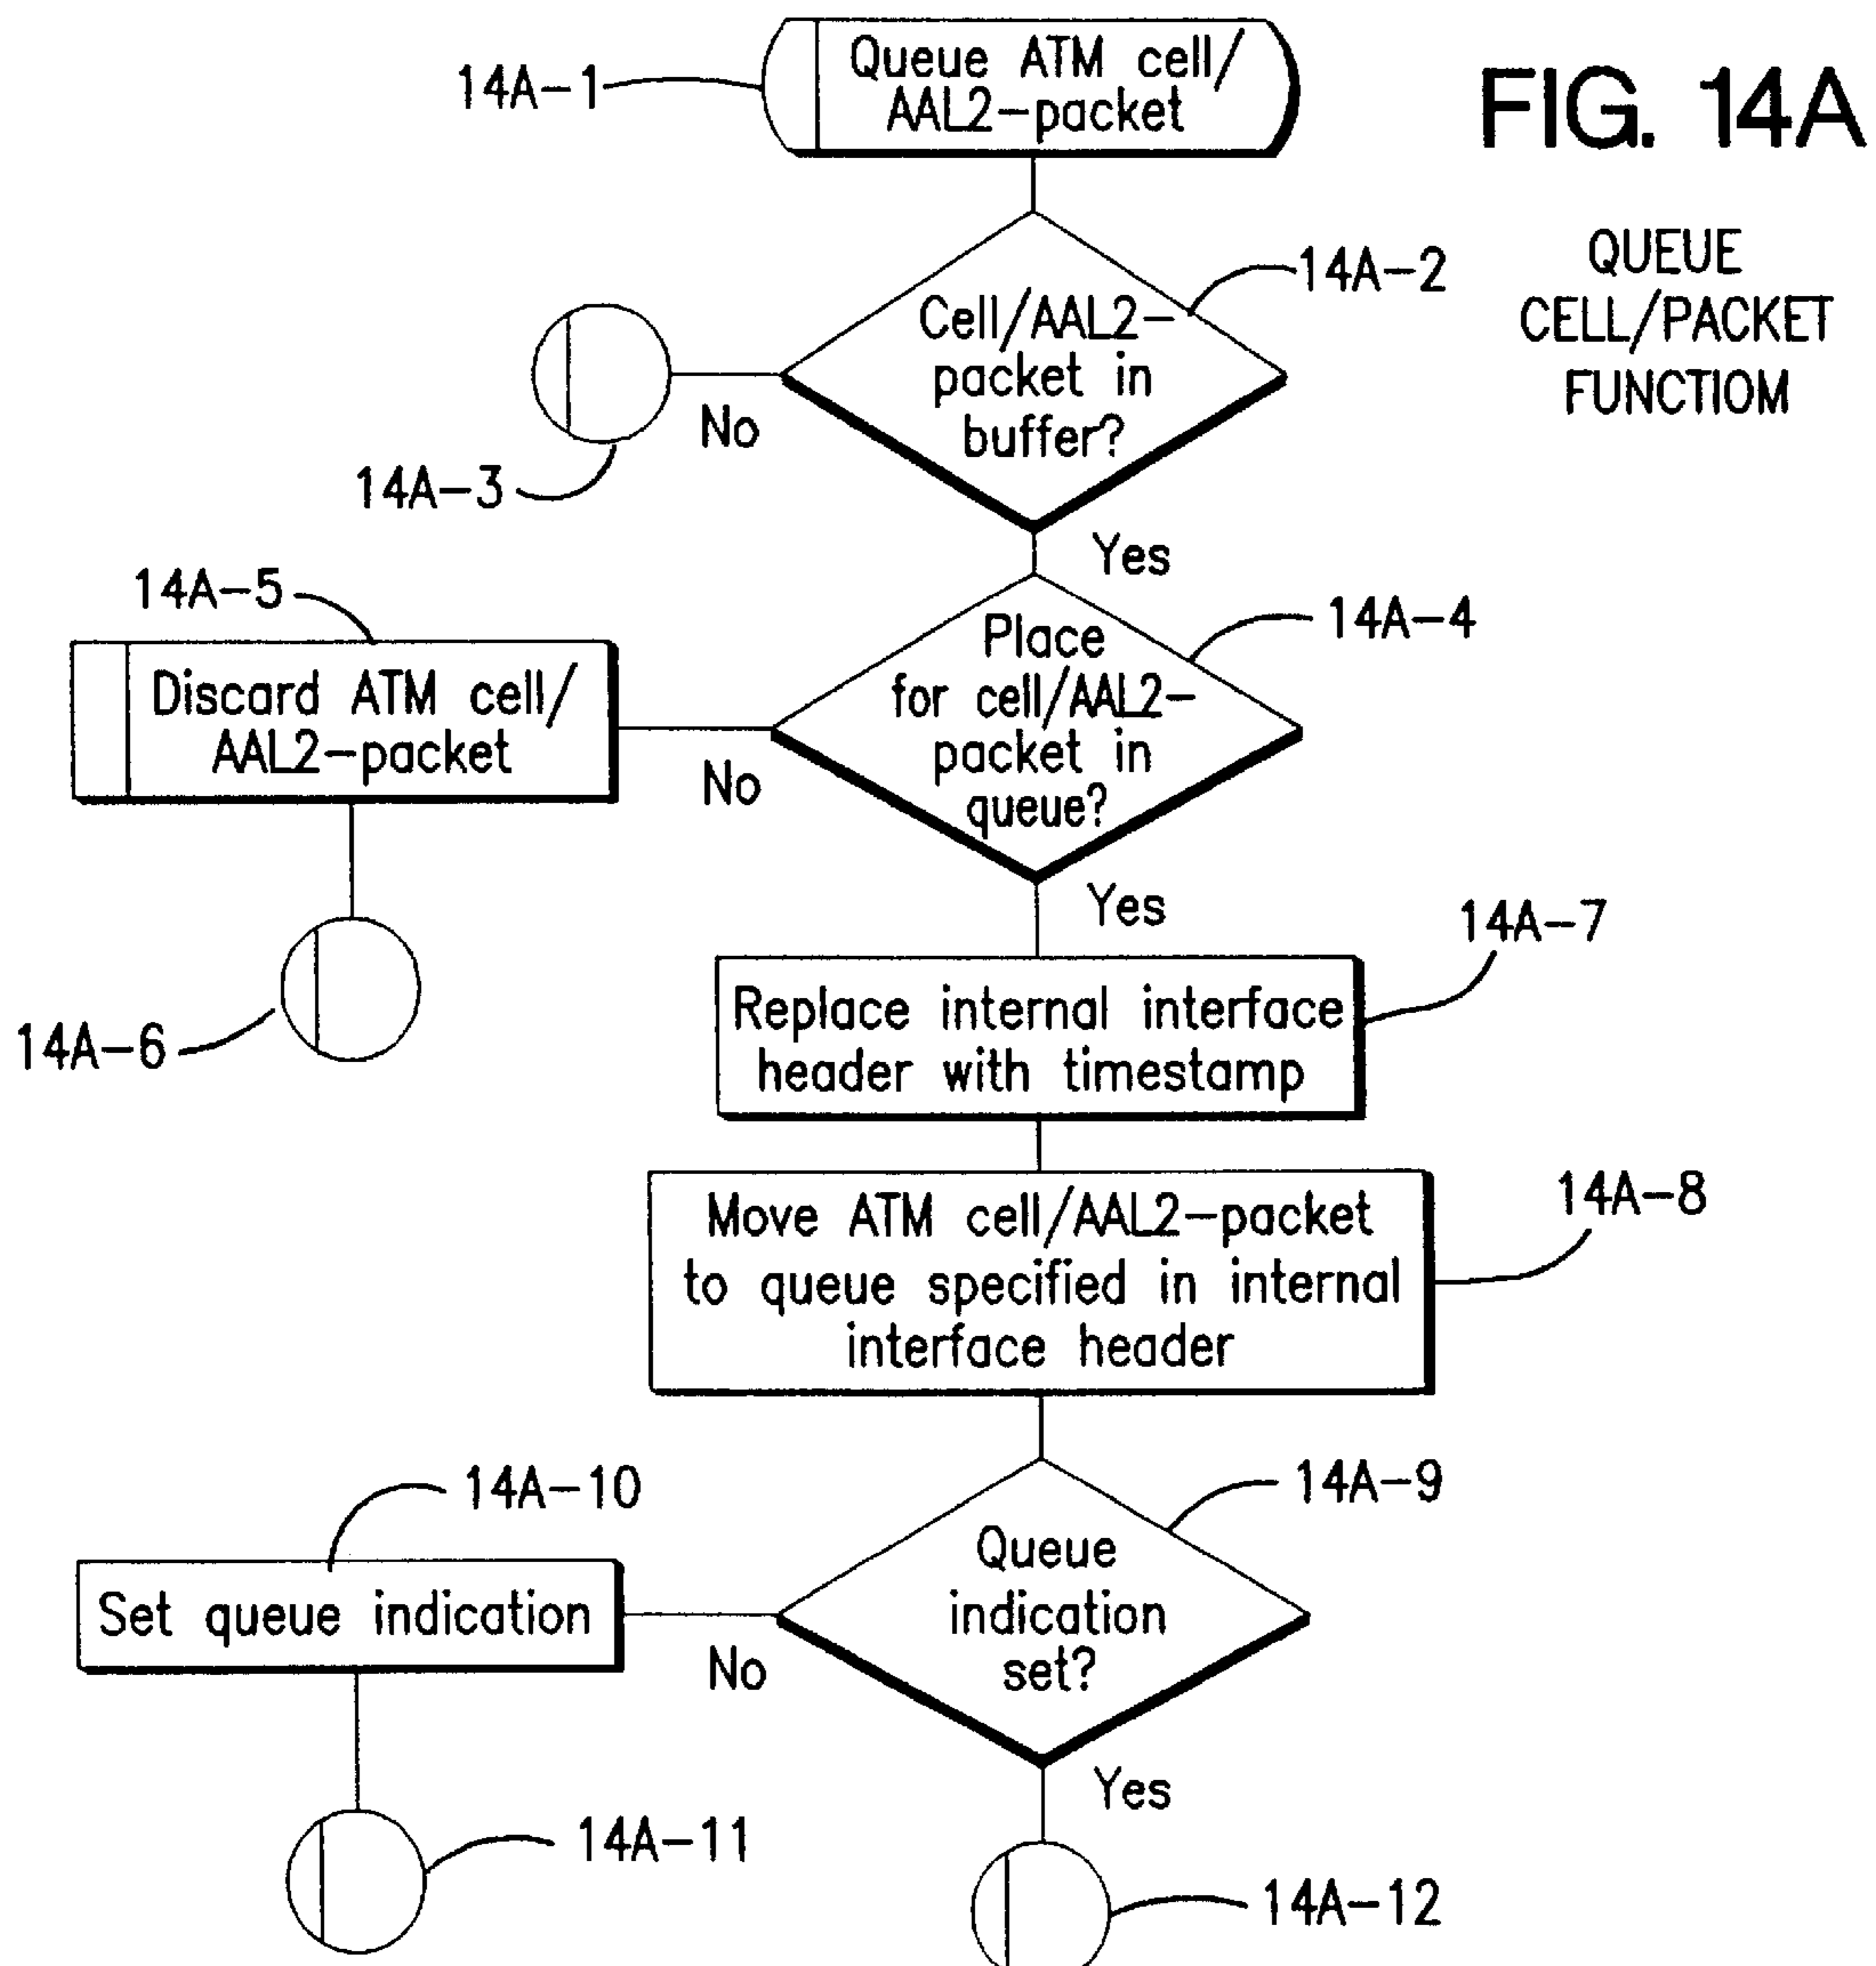 14A-1
Queue ATM cell/
AAL2-packet
FIG. 14A
QUEUE
CELL/PACKET
FUNCTIOM
14A-2
Cell/AAL2-
packet in
buffer?
No
14A-3
Yes
14A-5
14A-4
Discard ATM cell/
AAL2-packet
Place
for cell/AAL2-
packet in
queue?
No
Yes
14A-6
14A-7
Replace internal interface
header with timestamp
14A-8
Move ATM cell/AAL2-packet
to queue specified in internal
interface header
14A-10
14A-9
Set queue indication
Queue
indication
set?
No
Yes
14A-11
14A-12